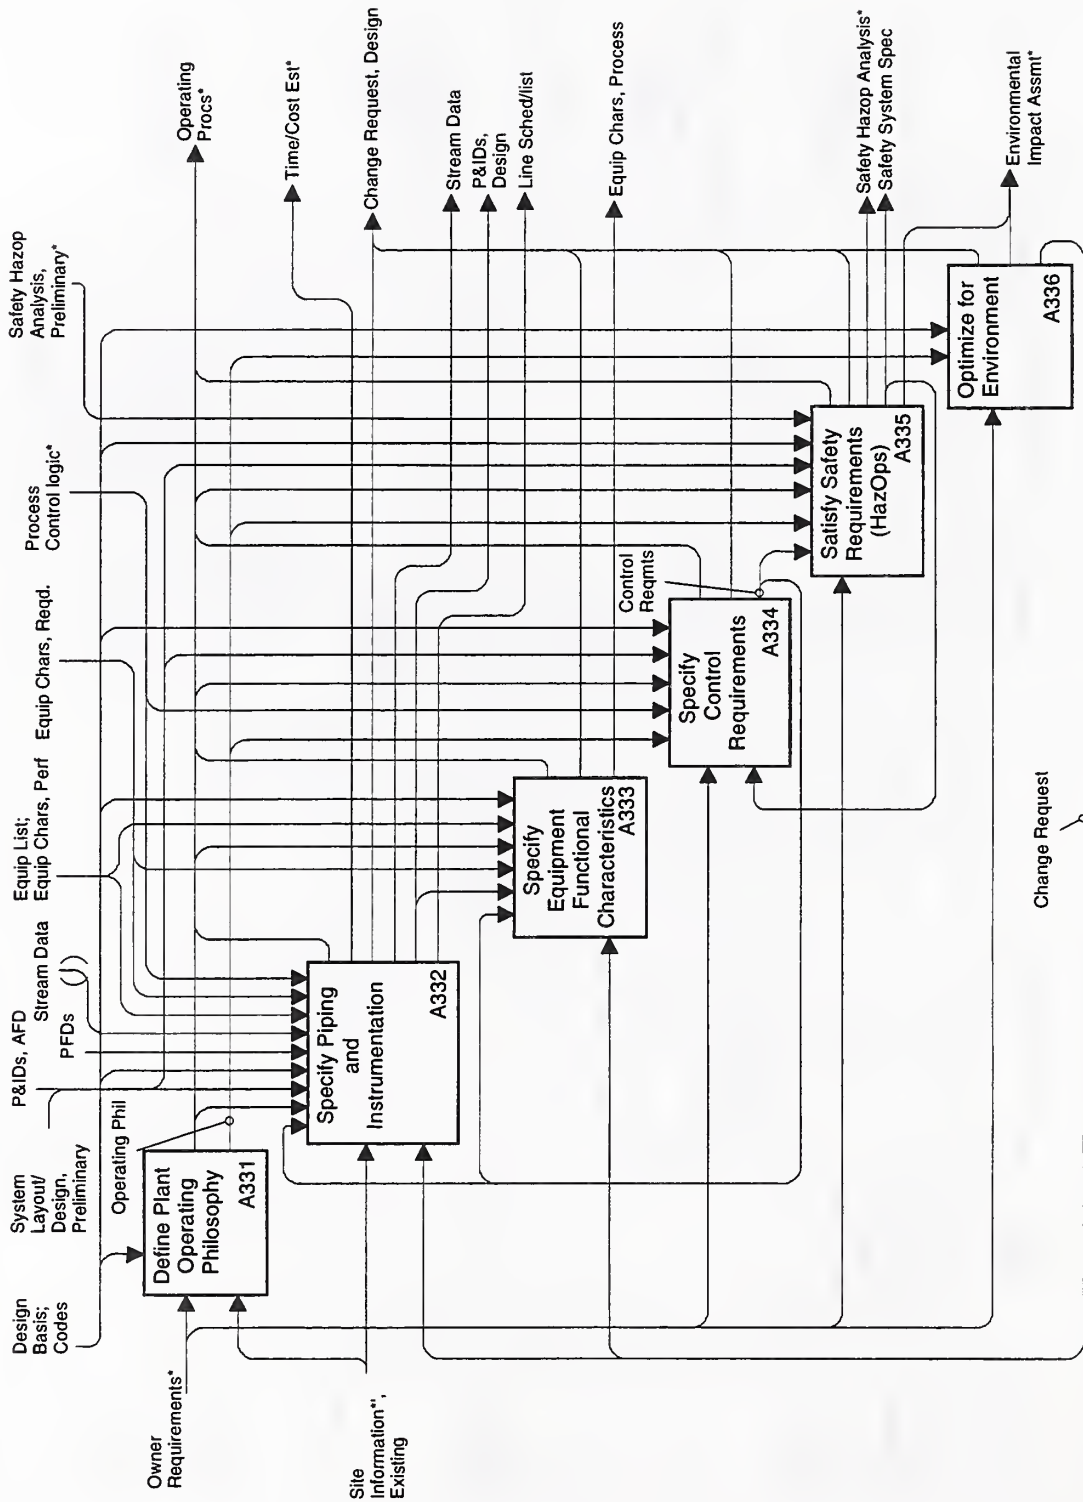 Design
Basis;
Codes
System
Layout/
Design,
Preliminary
P&IDs, AFD
PFDs
Stream Data
Equip List;
Equip Chars, Perf
Equip Chars, Reqd.
Process
Control logic*
Safety Hazop
Analysis,
Preliminary*
Owner
Requirements*
Site
Information*',
Existing
Define Plant
Operating
Philosophy
A331
Operating Phil
Specify Piping
and
Instrumentation
A332
Specify
Equipment
Functional
Characteristics
A333
Specify
Control
Requirements
A334
Control
Reqmts
Satisfy Safety
Requirements
(HazOps)
A335
Optimize for
Environment
A336
Change Request
Operating
Procs*
Time/Cost Est*
Change Request, Design
Stream Data
P&IDs,
Design
Line Sched/list
Equip Chars, Process
Safety Hazop Analysis*
Safety System Spec
Environmental
Impact Assmt*